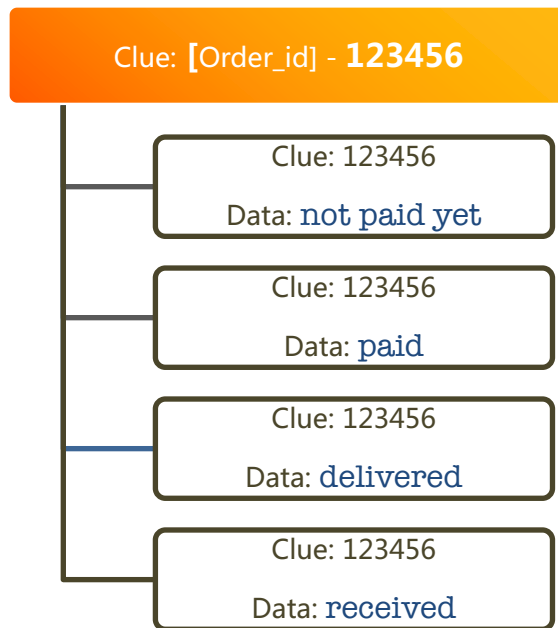 Clue: [Order_id] - 123456
Clue: 123456
Data: not paid yet
Clue: 123456
Data: paid
Clue: 123456
Data: delivered
Clue: 123456
Data: received